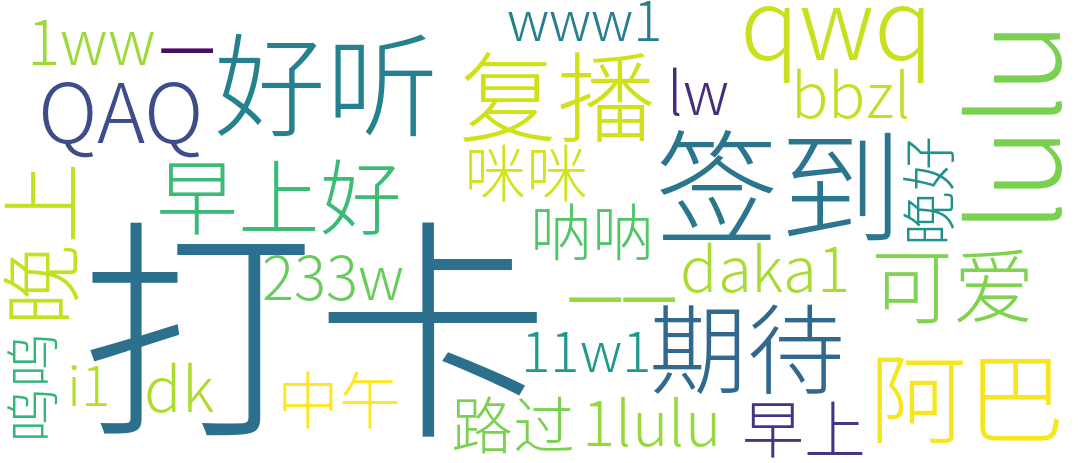 1ww
一
www1
qwq
QAQ
好听
复播
lw
bbzl
lulu
早上好
咪咪
签到
晚好
晚上
打卡
呐呐
daka1
可爱
233w
一一
呜呜
i1
dk
中午
11w1
期待
阿巴
路过
1lulu
早上